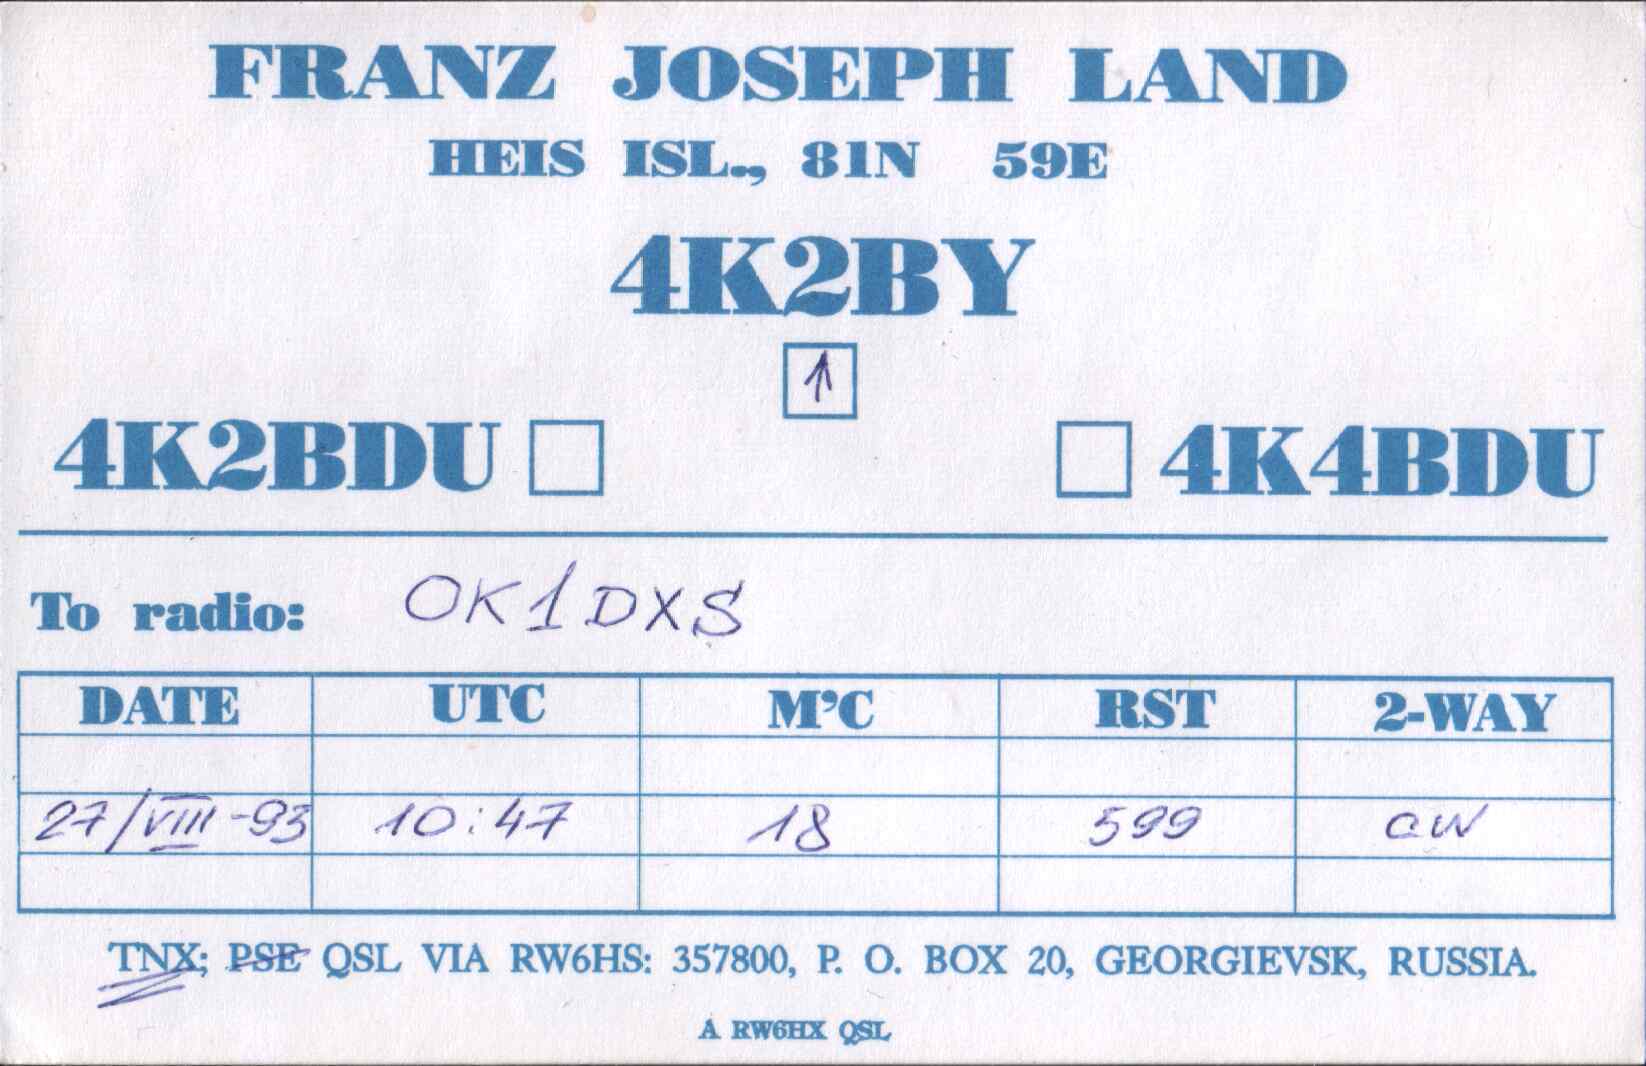 FRANZ JOSEPH LAND
HEIS ISL., 81N 59E
4K2BY
4K2BDU 4K4BDU
To radio: OK1DXS
DATE UTC M'C RST 2-WAY
27/VIII-93 10:47 18 599 CW
TNX; PSE QSL VIA RW6HS: 357800, P. O. BOX 20, GEORGIEVSK, RUSSIA.
A RW6HX QSL